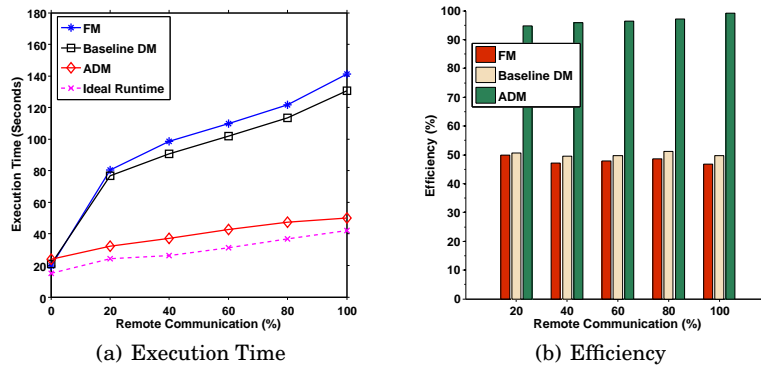 180
160
140
120
100
80
60
40
20
0
Execution Time (Seconds)
FM
Baseline DM
ADM
Ideal Runtime
0 20 40 60 80 100
Remote Communication (%)
(a) Execution Time
100
90
80
70
60
50
40
30
20
10
0
Efficiency (%)
FM
Baseline DM
ADM
20 40 60 80 100
Remote Communication (%)
(b) Efficiency